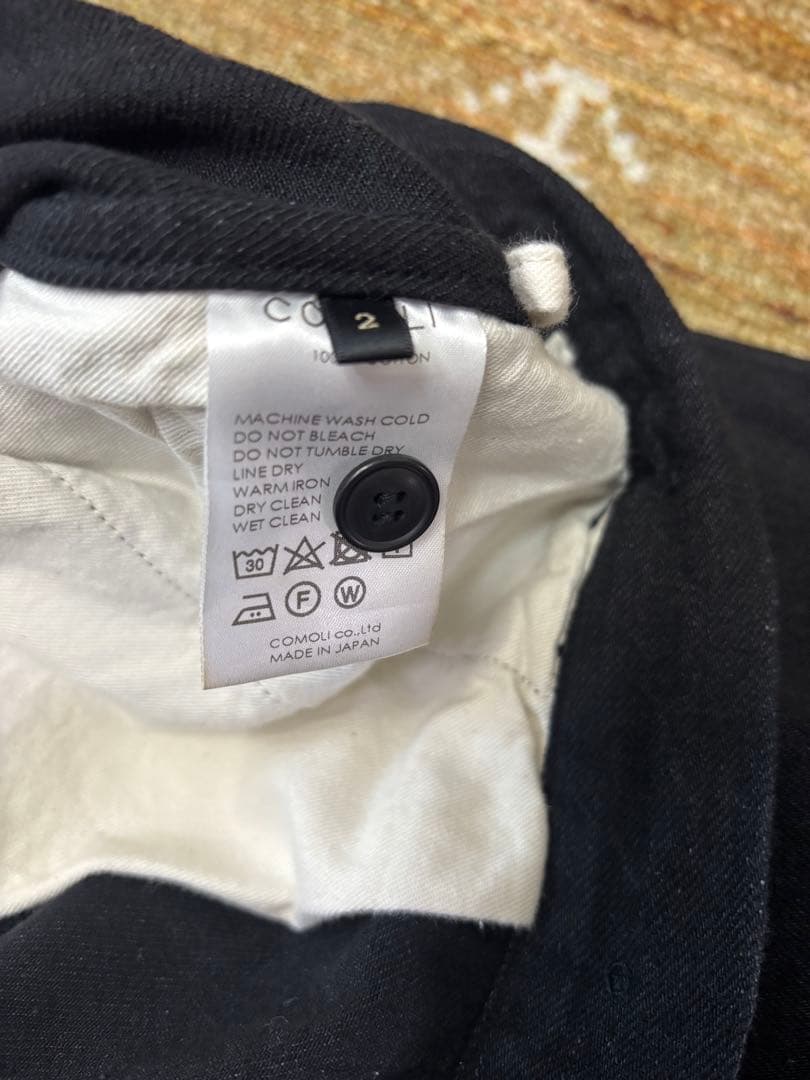 2
MACHINE WASH COLD
DO NOT BLEACH
DO NOT TUMBLE DRY
LINE DRY
WARM IRON
DRY CLEAN
WET CLEAN
30
F W
COMOLI co.,Ltd
MADE IN JAPAN